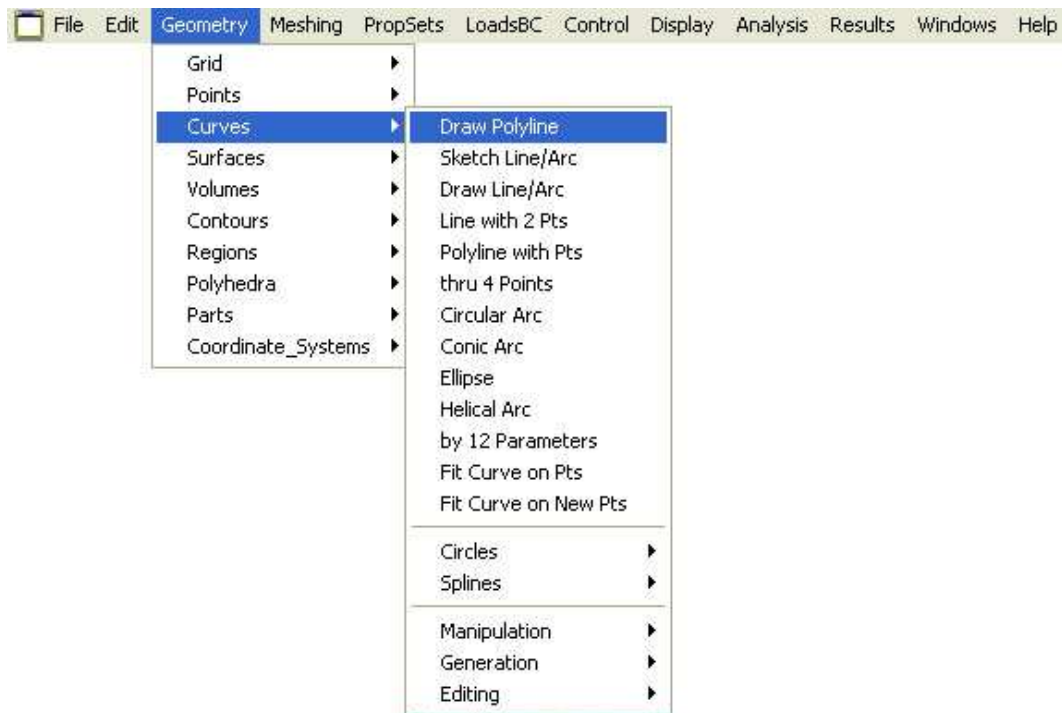 File Edit Geometry Meshing PropSets LoadsBC Control Display Analysis Results Windows Help
Grid
Points
Curves
Surfaces
Volumes
Contours
Regions
Polyhedra
Parts
Coordinate_Systems
Draw Polyline
Sketch Line/Arc
Draw Line/Arc
Line with 2 Pts
Polyline with Pts
thru 4 Points
Circular Arc
Conic Arc
Ellipse
Helical Arc
by 12 Parameters
Fit Curve on Pts
Fit Curve on New Pts
Circles
Splines
Manipulation
Generation
Editing